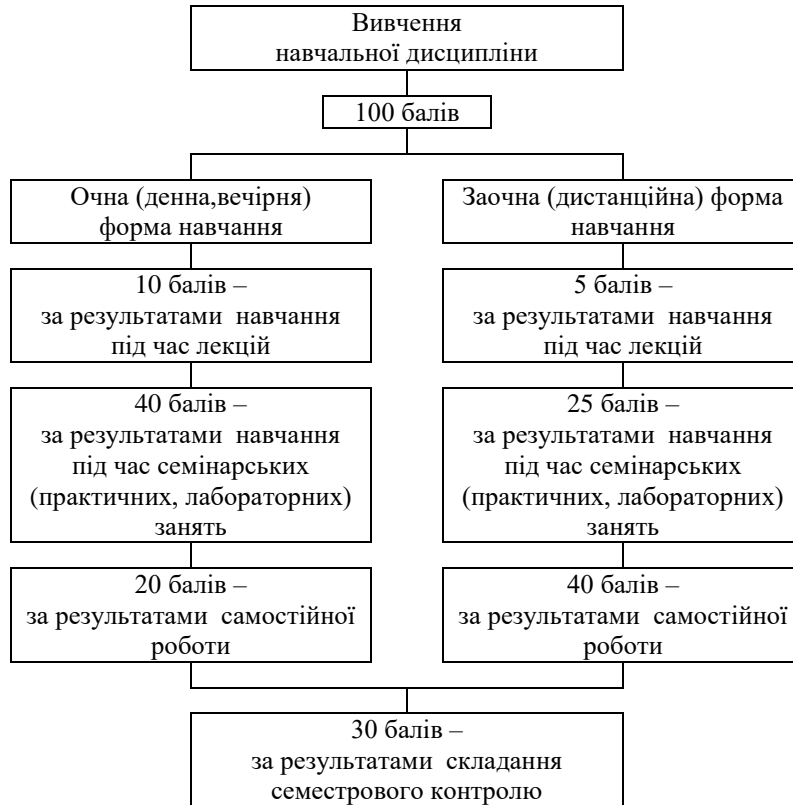 Вивчення
навчальної дисципліни
100 балів
Очна (денна,вечірня)
форма навчання
10 балів –
за результатами навчання
під час лекцій
40 балів –
за результатами навчання
під час семінарських
(практичних, лабораторних)
занять
20 балів –
за результатами самостійної
роботи
Заочна (дистанційна) форма
навчання
5 балів –
за результатами навчання
під час лекцій
25 балів –
за результатами навчання
під час семінарських
(практичних, лабораторних)
занять
40 балів –
за результатами самостійної
роботи
30 балів –
за результатами складання
семестрового контролю